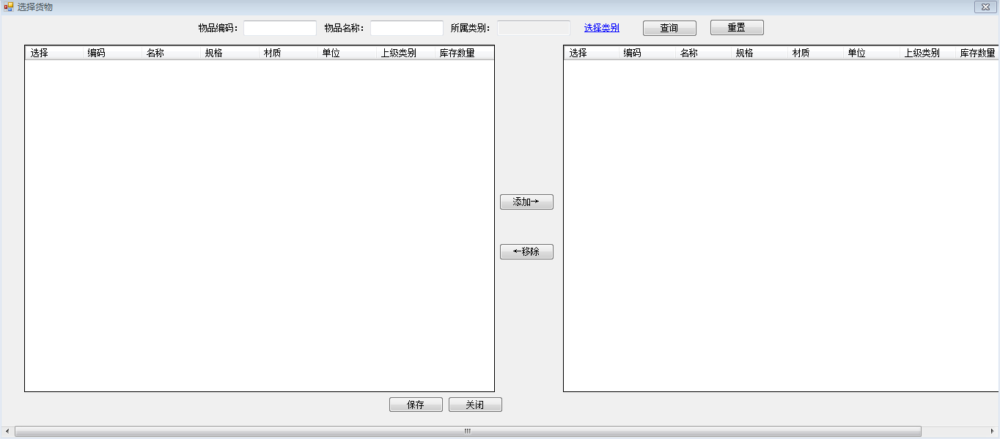 选择货物
物品编码： 物品名称： 所属类别： 选择类别 查询 重置
选择 编码 名称 规格 材质 单位 上级类别 库存数量 选择 编码 名称 规格 材质 单位 上级类别 库存数量
添加→
←移除
保存 关闭